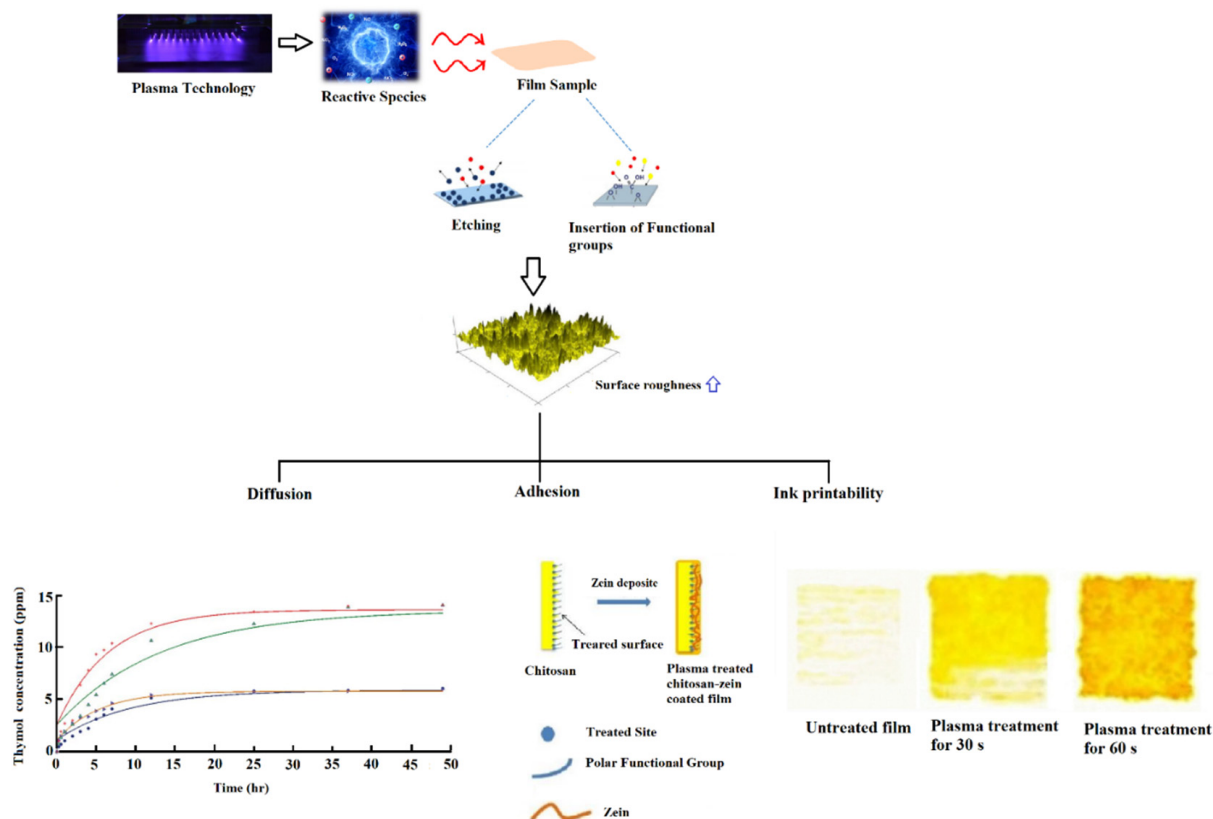 Plasma Technology
Reactive Species
Film Sample
Etching
Insertion of Functional
groups
Surface roughness
Diffusion
Adhesion
Ink printability
Thymol concentration (ppm)
15
10
5
0
0 5 10 15 20 25 30 35 40 45 50
Time (hr)
Zein deposite
Treared surface
Chitosan
Plasma treated
chitosan-zein
coated film
Treated Site
Polar Functional Group
Zein
Untreated film
Plasma treatment
for 30 s
Plasma treatment
for 60 s